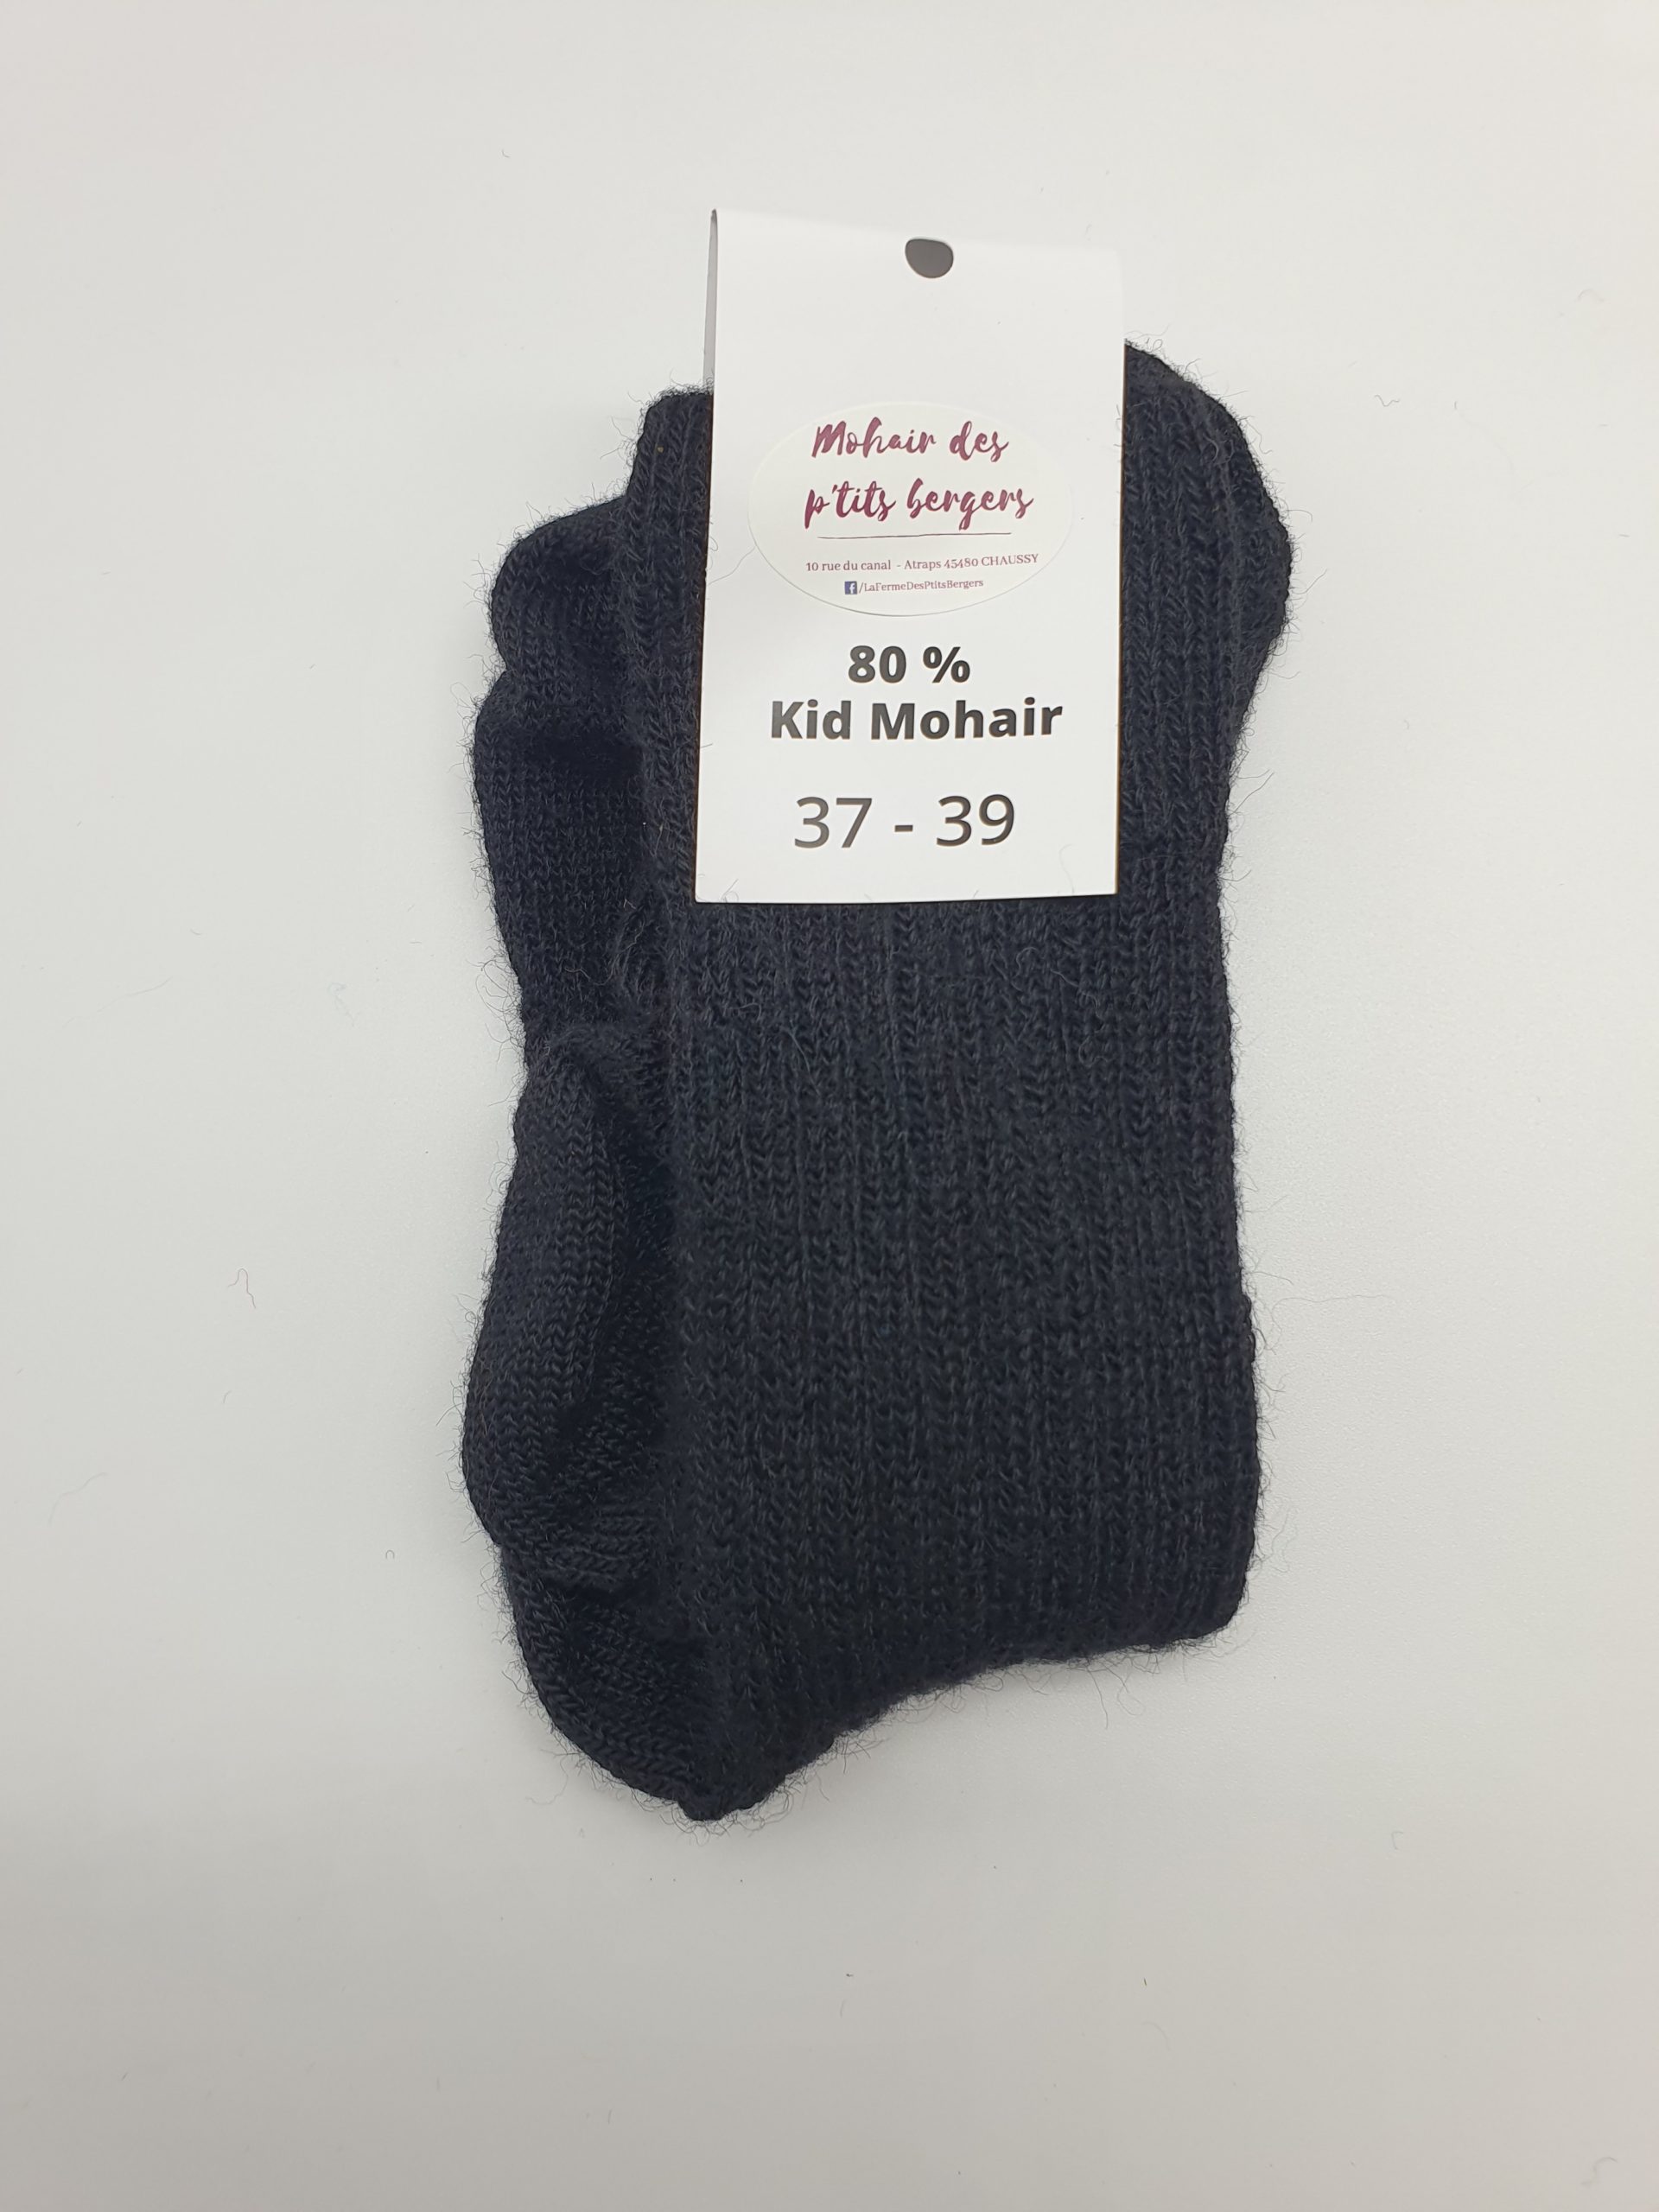 Mohair des
p'tits bergers
10 rue du canal - Atraps 45480 CHAUSSY
f/LaFermeDesPtitsBergers
80 %
Kid Mohair
37 - 39